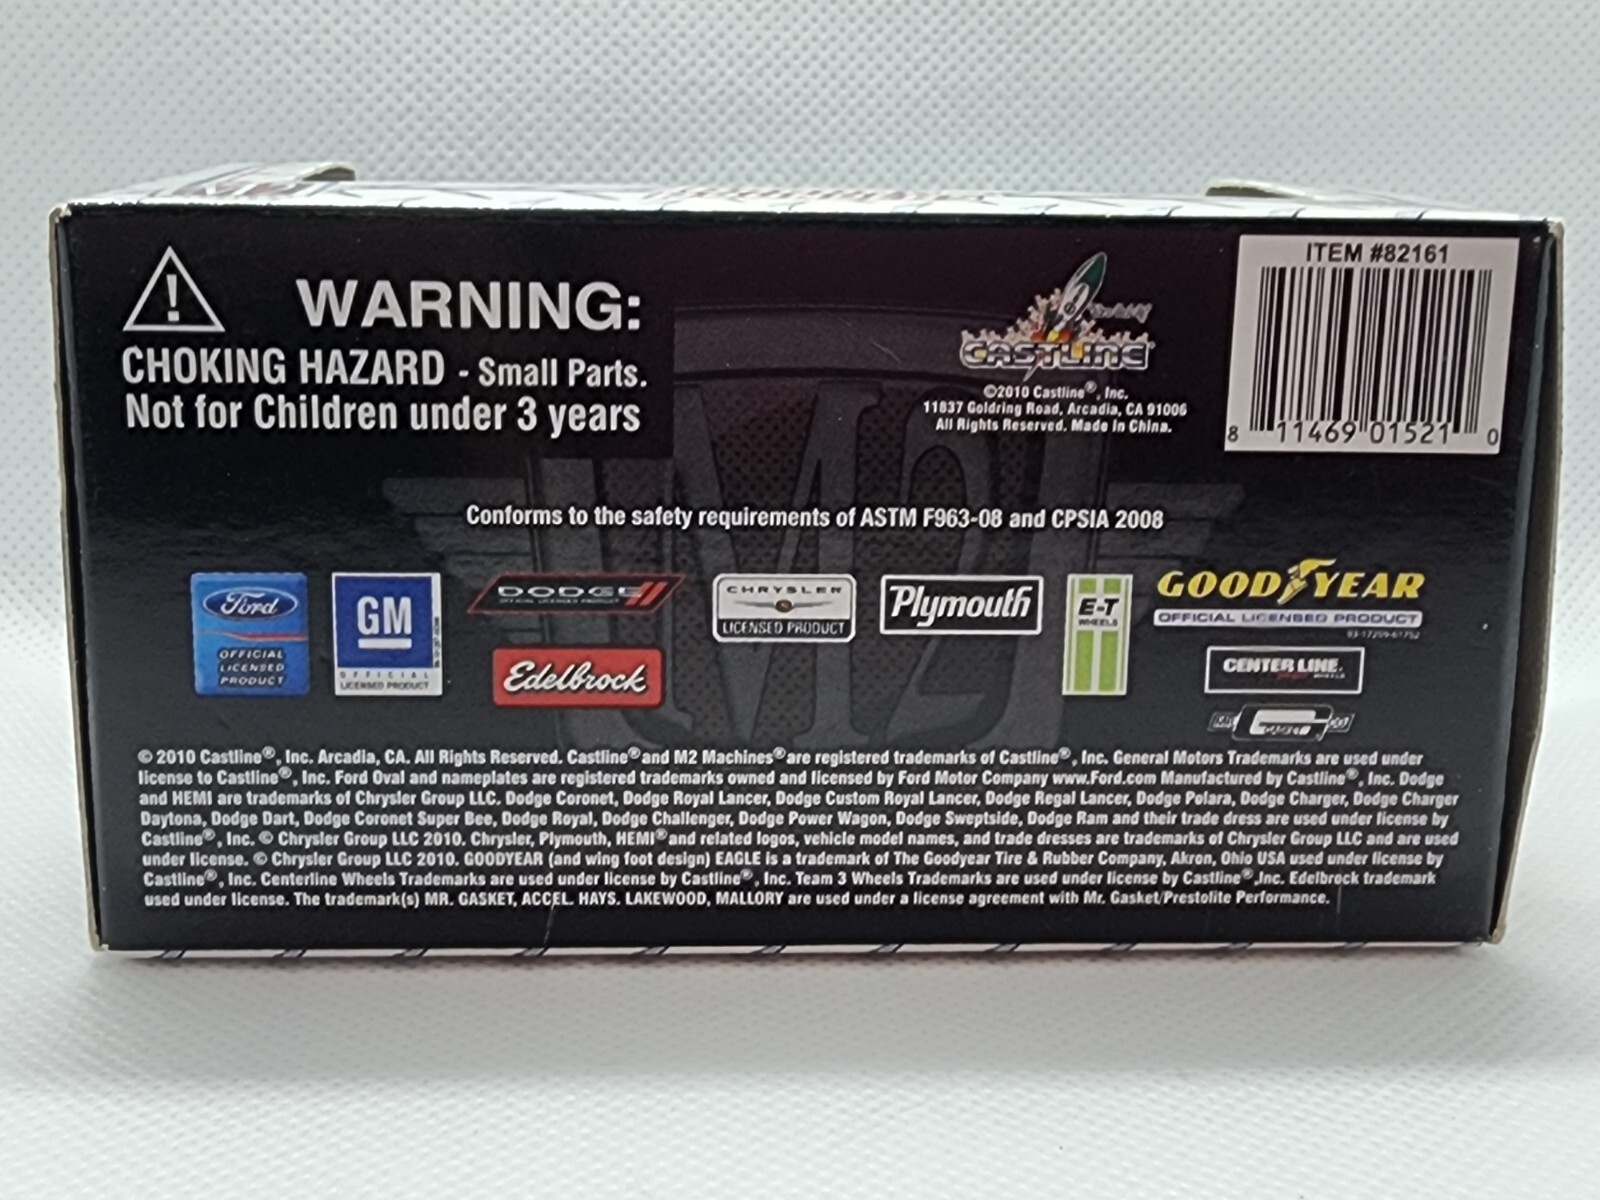 WARNING:
CHOKING HAZARD - Small Parts.
Not for Children under 3 years
CASTLINE
©2010 Castline®, Inc.
11837 Goldring Road, Arcadia, CA 91006
All Rights Reserved. Made in China.
ITEM #82161
8 11469 01521 0
M2
Conforms to the safety requirements of ASTM F963-08 and CPSIA 2008
Ford
OFFICIAL
LICENSED
PRODUCT
GM
OFFICIAL
LICENSED PRODUCT
DODGE
OFFICIAL LICENSED PRODUCT
Edelbrock
CHRYSLER
LICENSED PRODUCT
Plymouth
E-T
WHEELS
GOODYEAR
OFFICIAL LICENSED PRODUCT
CENTER LINE.
WHEELS
MR. GASKET CO
© 2010 Castline®, Inc. Arcadia, CA. All Rights Reserved. Castline® and M2 Machines® are registered trademarks of Castline®, Inc. General Motors Trademarks are used under
license to Castline®, Inc. Ford Oval and nameplates are registered trademarks owned and licensed by Ford Motor Company www.Ford.com Manufactured by Castline®, Inc. Dodge
and HEMI are trademarks of Chrysler Group LLC. Dodge Coronet, Dodge Royal Lancer, Dodge Custom Royal Lancer, Dodge Regal Lancer, Dodge Polara, Dodge Charger, Dodge Charger
Daytona, Dodge Dart, Dodge Coronet Super Bee, Dodge Royal, Dodge Challenger, Dodge Power Wagon, Dodge Sweptside, Dodge Ram and their trade dress are used under license by
Castline®, Inc. © Chrysler Group LLC 2010. Chrysler, Plymouth, HEMI® and related logos, vehicle model names, and trade dresses are trademarks of Chrysler Group LLC and are used
under license. © Chrysler Group LLC 2010. GOODYEAR (and wing foot design) EAGLE is a trademark of The Goodyear Tire & Rubber Company, Akron, Ohio USA used under license by
Castline®, Inc. Centerline Wheels Trademarks are used under license by Castline®, Inc. Team 3 Wheels Trademarks are used under license by Castline®,Inc. Edelbrock trademark
used under license. The trademark(s) MR. GASKET, ACCEL. HAYS. LAKEWOOD, MALLORY are used under a license agreement with Mr. Gasket/Prestolite Performance.